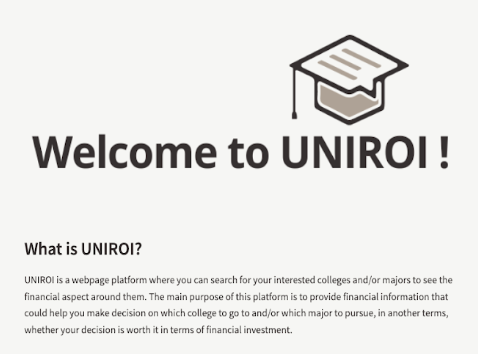 Welcome to UNIROI !
What is UNIROI?
UNIROI is a webpage platform where you can search for your interested colleges and/or majors to see the
financial aspect around them. The main purpose of this platform is to provide financial information that
could help you make decision on which college to go to and/or which major to pursue, in another terms,
whether your decision is worth it in terms of financial investment.